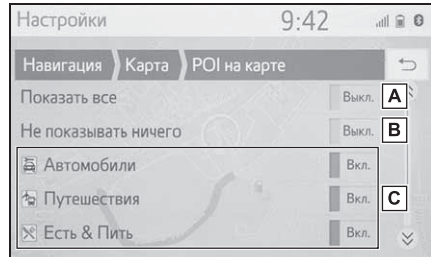 Настройки 9:42
Навигация Карта POI на карте
Показать все Выкл. A
Не показывать ничего Выкл. B
Автомобили Вкл.
Путешествия Вкл. C
Есть & Пить Вкл.